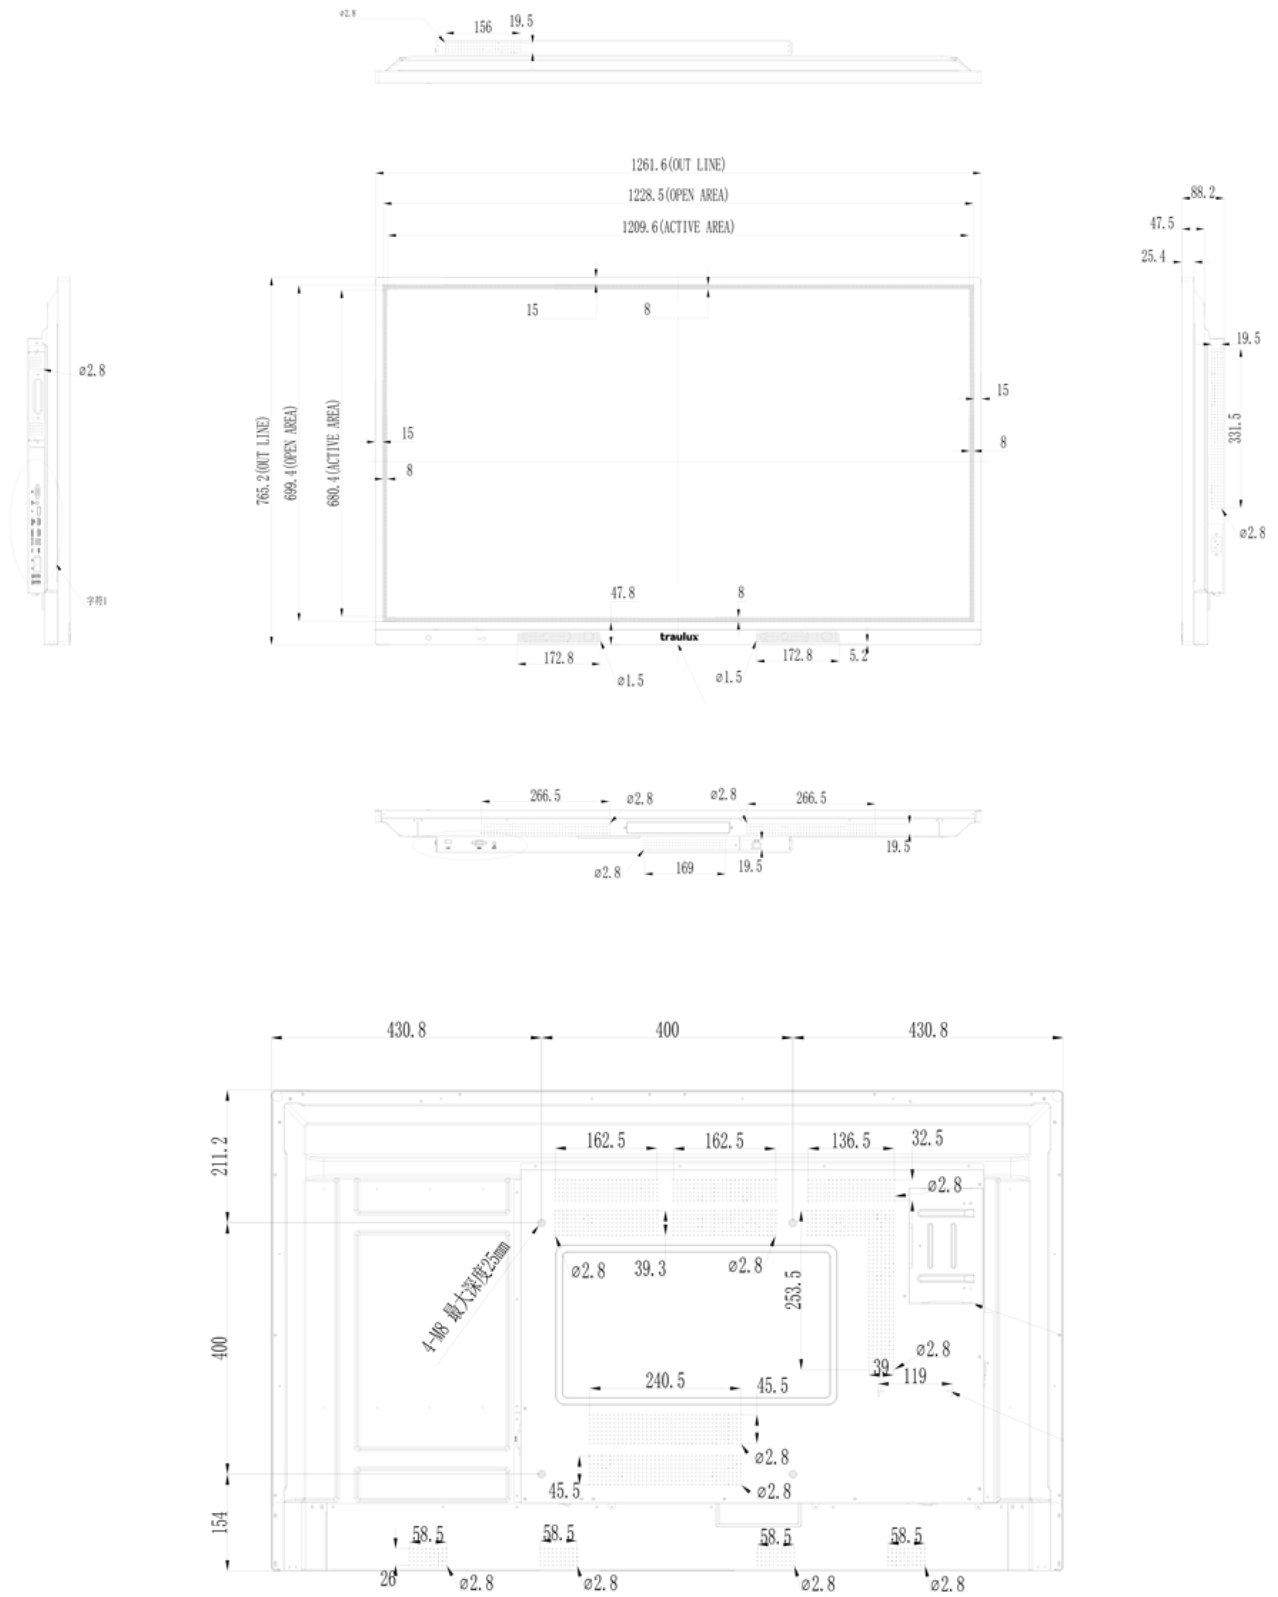 ø2.8
156
19.5
1261.6(OUT LINE)
1228.5(OPEN AREA)
1209.6(ACTIVE AREA)
88.2
47.5
25.4
15
8
19.5
ø2.8
15
331.5
765.2(OUT LINE)
699.4(OPEN AREA)
680.4(ACTIVE AREA)
15
8
8
ø2.8
字符1
47.8
8
traulux
172.8
172.8
5.2
ø1.5
ø1.5
266.5
ø2.8
ø2.8
266.5
19.5
19.5
ø2.8
169
430.8
400
430.8
211.2
162.5
162.5
136.5
32.5
ø2.8
ø2.8
39.3
ø2.8
253.5
4-M8 最大深度25mm
400
ø2.8
39
119
240.5
45.5
ø2.8
45.5
ø2.8
154
58.5
58.5
58.5
58.5
26
ø2.8
ø2.8
ø2.8
ø2.8